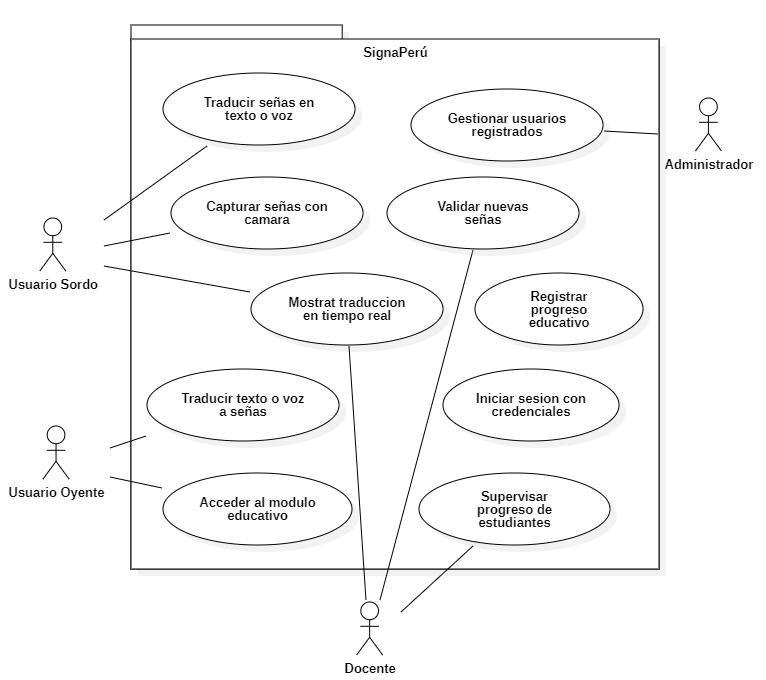 SignaPerú
Traducir señas en
texto o voz
Gestionar usuarios
registrados
Administrador
Capturar señas con
camara
Validar nuevas
señas
Usuario Sordo
Mostrat traduccion
en tiempo real
Registrar
progreso
educativo
Traducir texto o voz
a señas
Iniciar sesion con
credenciales
Usuario Oyente
Acceder al modulo
educativo
Supervisar
progreso de
estudiantes
Docente